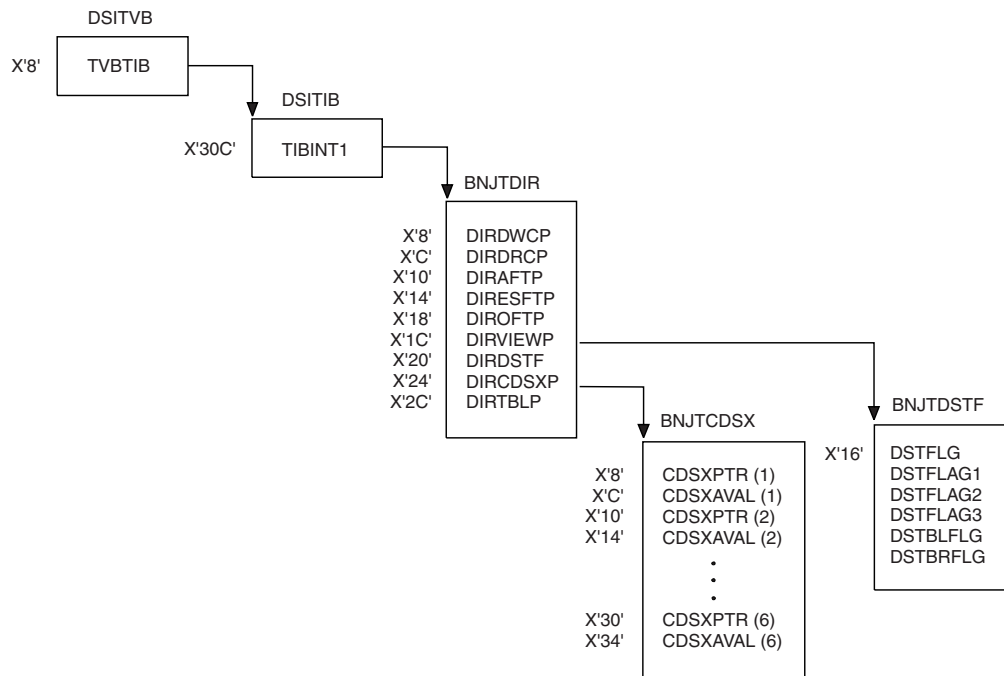 DSITVB
X'8' TVBTIB
DSITIB
X'30C' TIBINT1
BNJTDIR
X'8' DIRDWCP
X'C' DIRDRCP
X'10' DIRAFTP
X'14' DIRESFTP
X'18' DIROFTP
X'1C' DIRVIEWP
X'20' DIRDSTF
X'24' DIRCDSXP
X'2C' DIRTBLP
BNJTCDSX
X'8' CDSXPTR (1)
X'C' CDSXAVAL (1)
X'10' CDSXPTR (2)
X'14' CDSXAVAL (2)
X'30' CDSXPTR (6)
X'34' CDSXAVAL (6)
BNJTDSTF
X'16' DSTFLG
DSTFLAG1
DSTFLAG2
DSTFLAG3
DSTBLFLG
DSTBRFLG